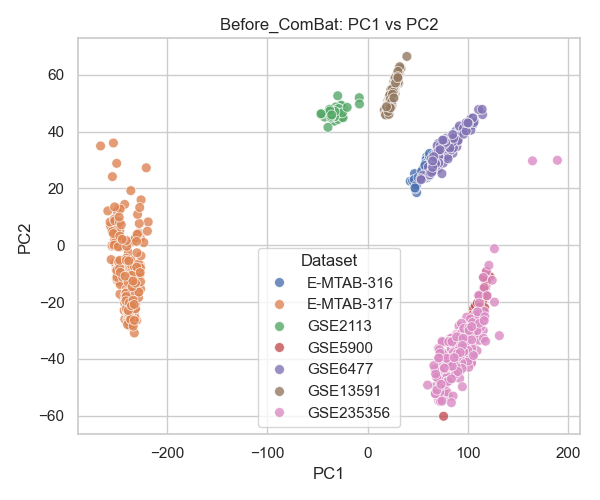 Before_ComBat: PC1 vs PC2
PC2
60
40
20
0
−20
−40
−60
Dataset
E-MTAB-316
E-MTAB-317
GSE2113
GSE5900
GSE6477
GSE13591
GSE235356
−200
−100
0
100
200
PC1